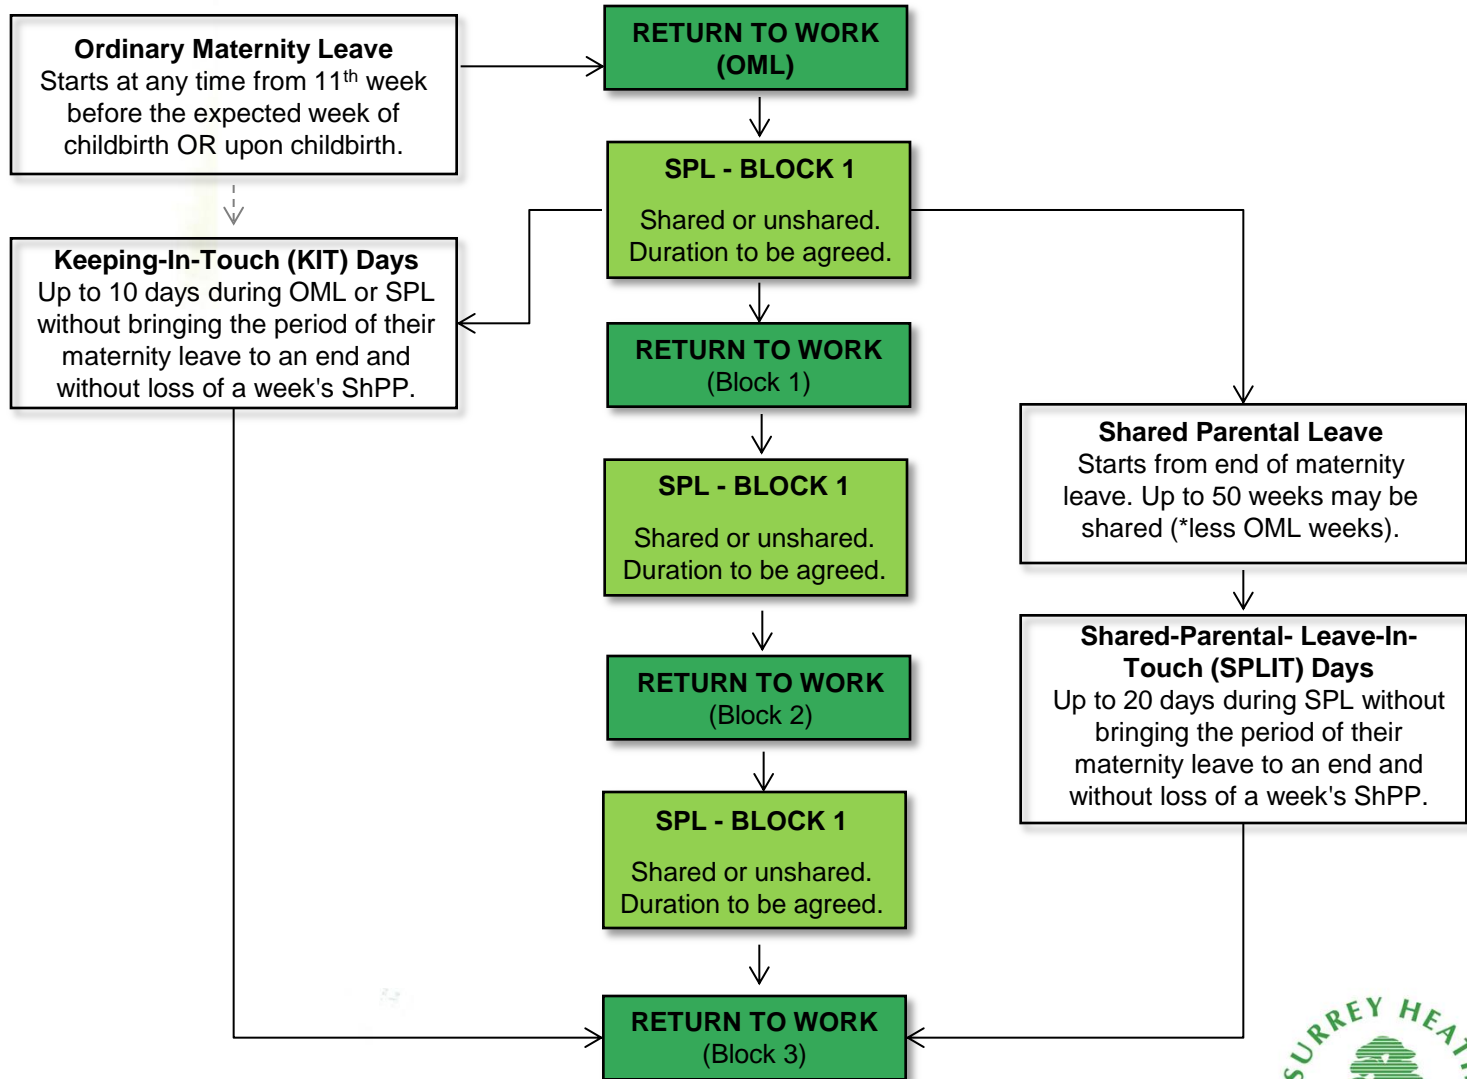 Ordinary Maternity Leave
Starts at any time from 11th week
before the expected week of
childbirth OR upon childbirth.
RETURN TO WORK
(OML)
SPL - BLOCK 1
Shared or unshared.
Duration to be agreed.
Keeping-In-Touch (KIT) Days
Up to 10 days during OML or SPL
without bringing the period of their
maternity leave to an end and
without loss of a week's ShPP.
RETURN TO WORK
(Block 1)
SPL - BLOCK 1
Shared or unshared.
Duration to be agreed.
Shared Parental Leave
Starts from end of maternity
leave. Up to 50 weeks may be
shared (*less OML weeks).
RETURN TO WORK
(Block 2)
Shared-Parental- Leave-In-
Touch (SPLIT) Days
Up to 20 days during SPL without
bringing the period of their
maternity leave to an end and
without loss of a week's ShPP.
SPL - BLOCK 1
Shared or unshared.
Duration to be agreed.
RETURN TO WORK
(Block 3)
SURREY HEATH